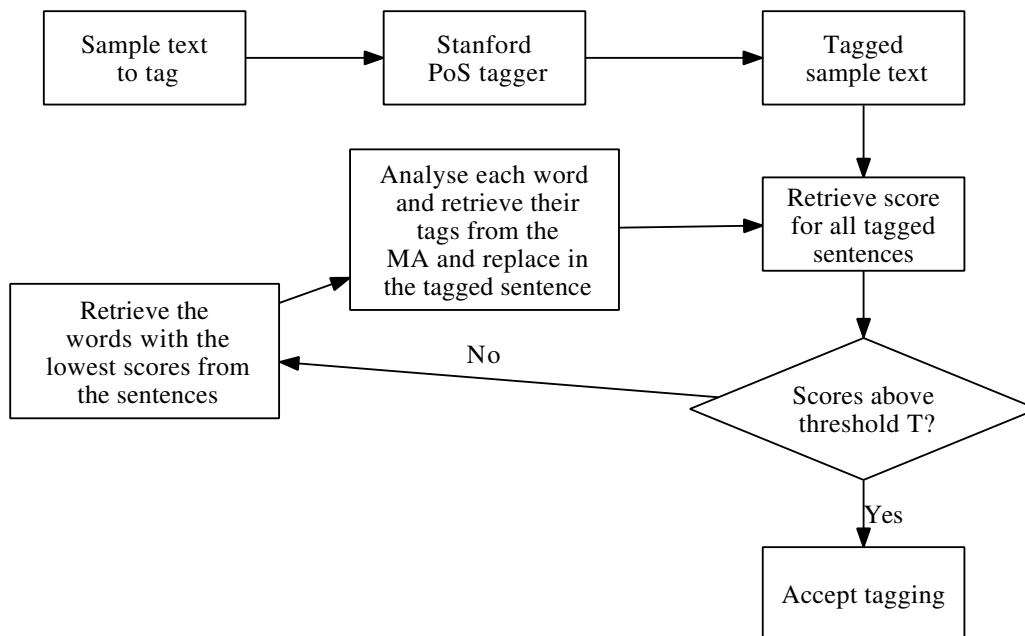 Sample text
to tag
Stanford
PoS tagger
Tagged
sample text
Analyse each word
and retrieve their
tags from the
MA and replace in
the tagged sentence
Retrieve score
for all tagged
sentences
Retrieve the
words with the
lowest scores from
the sentences
No
Scores above
threshold T?
Yes
Accept tagging